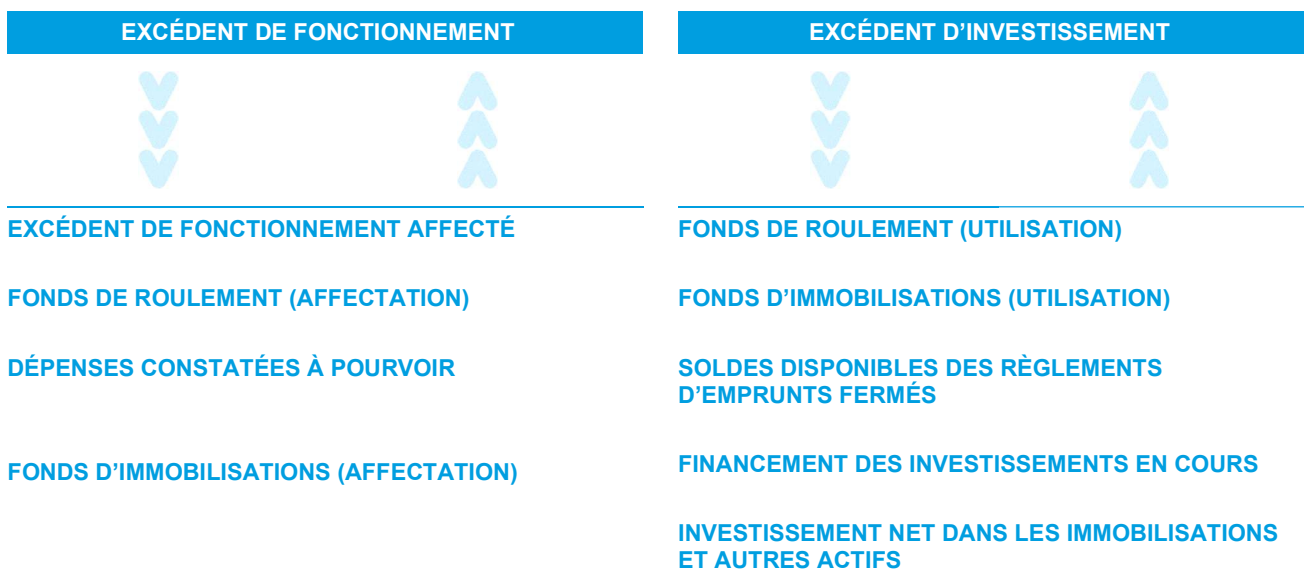 EXCÉDENT DE FONCTIONNEMENT
EXCÉDENT DE FONCTIONNEMENT AFFECTÉ
FONDS DE ROULEMENT (AFFECTATION)
DÉPENSES CONSTATÉES À POURVOIR
FONDS D’IMMOBILISATIONS (AFFECTATION)
EXCÉDENT D’INVESTISSEMENT
FONDS DE ROULEMENT (UTILISATION)
FONDS D’IMMOBILISATIONS (UTILISATION)
SOLDES DISPONIBLES DES RÈGLEMENTS
D’EMPRUNTS FERMÉS
FINANCEMENT DES INVESTISSEMENTS EN COURS
INVESTISSEMENT NET DANS LES IMMOBILISATIONS
ET AUTRES ACTIFS